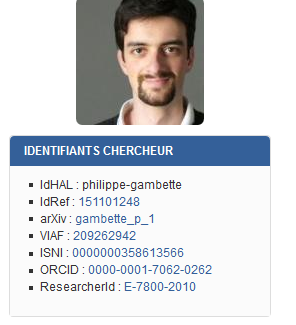 IDENTIFIANTS CHERCHEUR
IdHAL : philippe-gambette
IdRef : 151101248
arXiv : gambette_p_1
VIAF : 209262942
ISNI : 0000000358613566
ORCID : 0000-0001-7062-0262
ResearcherId : E-7800-2010